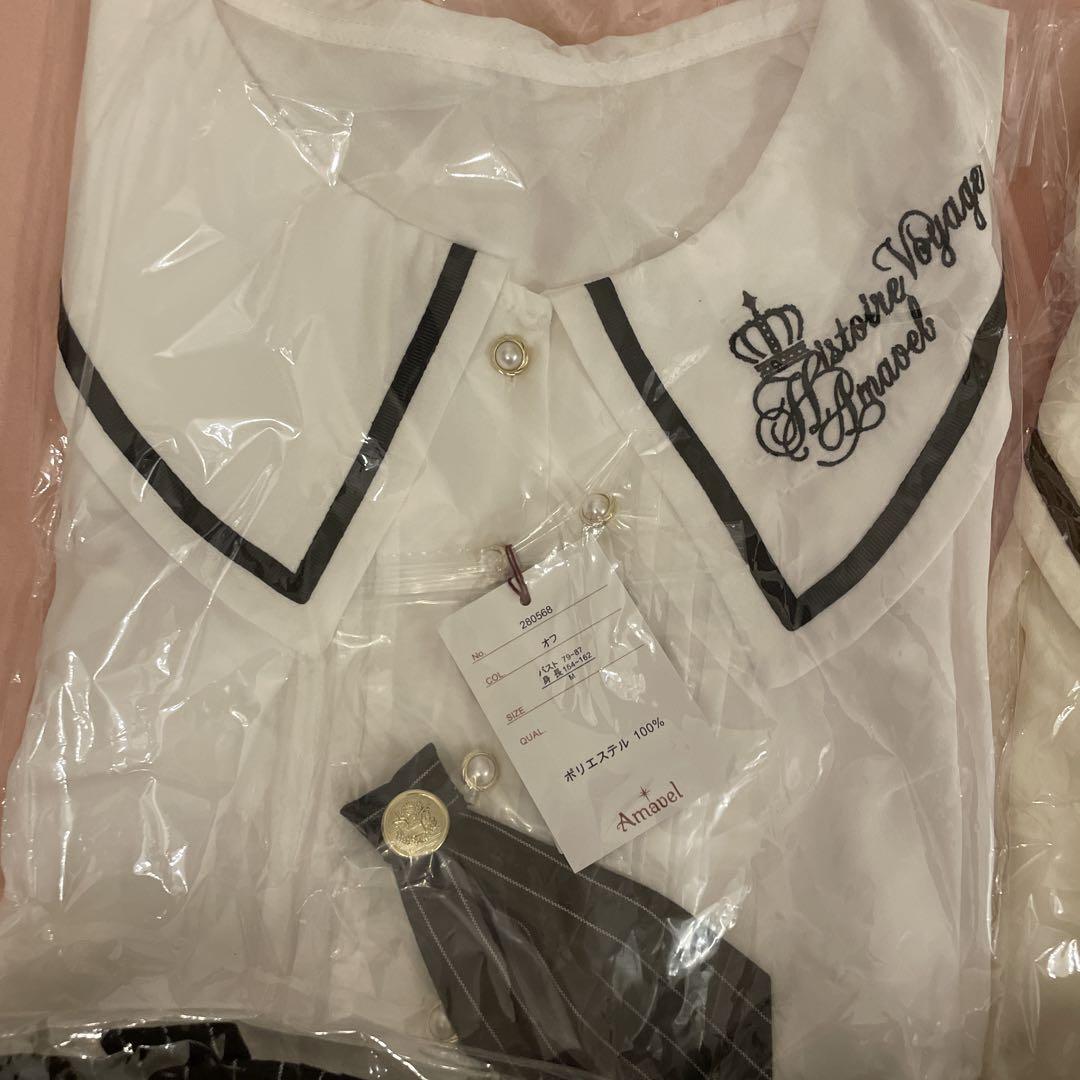 Histoire Voyage
Amavel
H A
No. 280568
COL. オフ
バスト 79~87
身長 154~162
SIZE M
QUAL.
ポリエステル 100%
Amavel